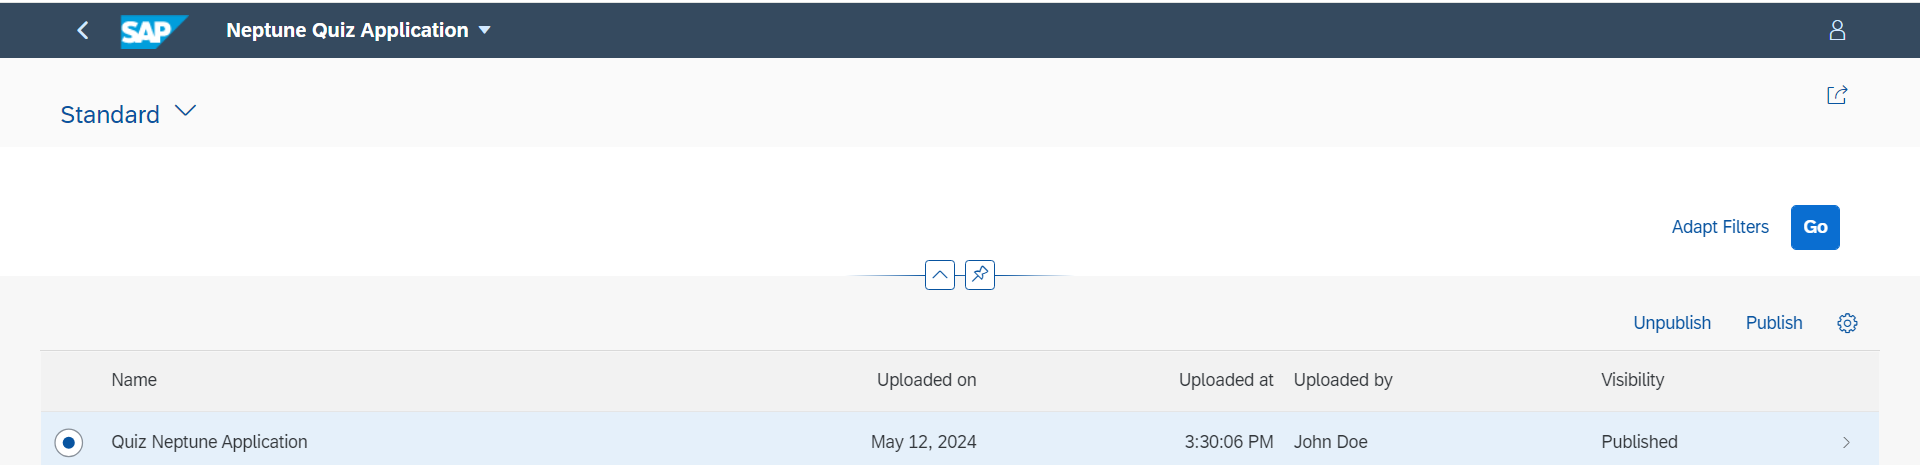 SAP Neptune Quiz Application
Standard
Adapt Filters Go
Unpublish Publish
Name Uploaded on Uploaded at Uploaded by Visibility
Quiz Neptune Application May 12, 2024 3:30:06 PM John Doe Published